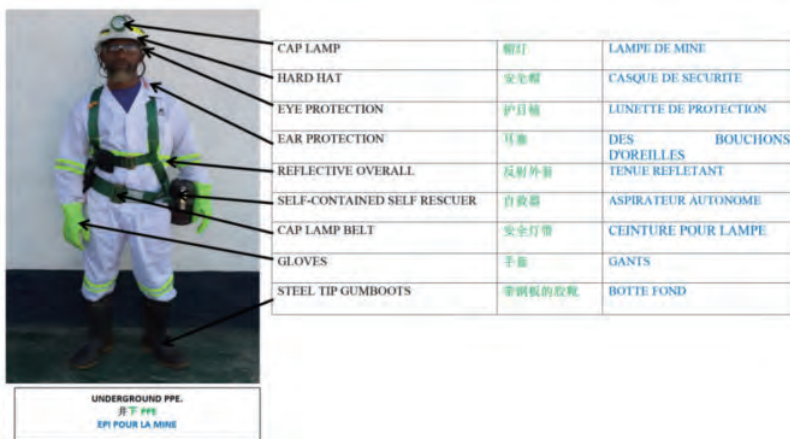 CAP LAMP 帽灯 LAMPE DE MINE
HARD HAT 安全帽 CASQUE DE SECURITE
EYE PROTECTION 护目镜 LUNETTE DE PROTECTION
EAR PROTECTION 耳塞 DES BOUCHONS
D'OREILLES
REFLECTIVE OVERALL 反射外套 TENUE REFLETANT
SELF-CONTAINED SELF RESCUER 自救器 ASPIRATEUR AUTONOME
CAP LAMP BELT 安全灯带 CEINTURE POUR LAMPE
GLOVES 手套 GANTS
STEEL TIP GUMBOOTS 带钢板的胶靴 BOTTE FOND
UNDERGROUND PPE.
井下 PPE
EPI POUR LA MINE